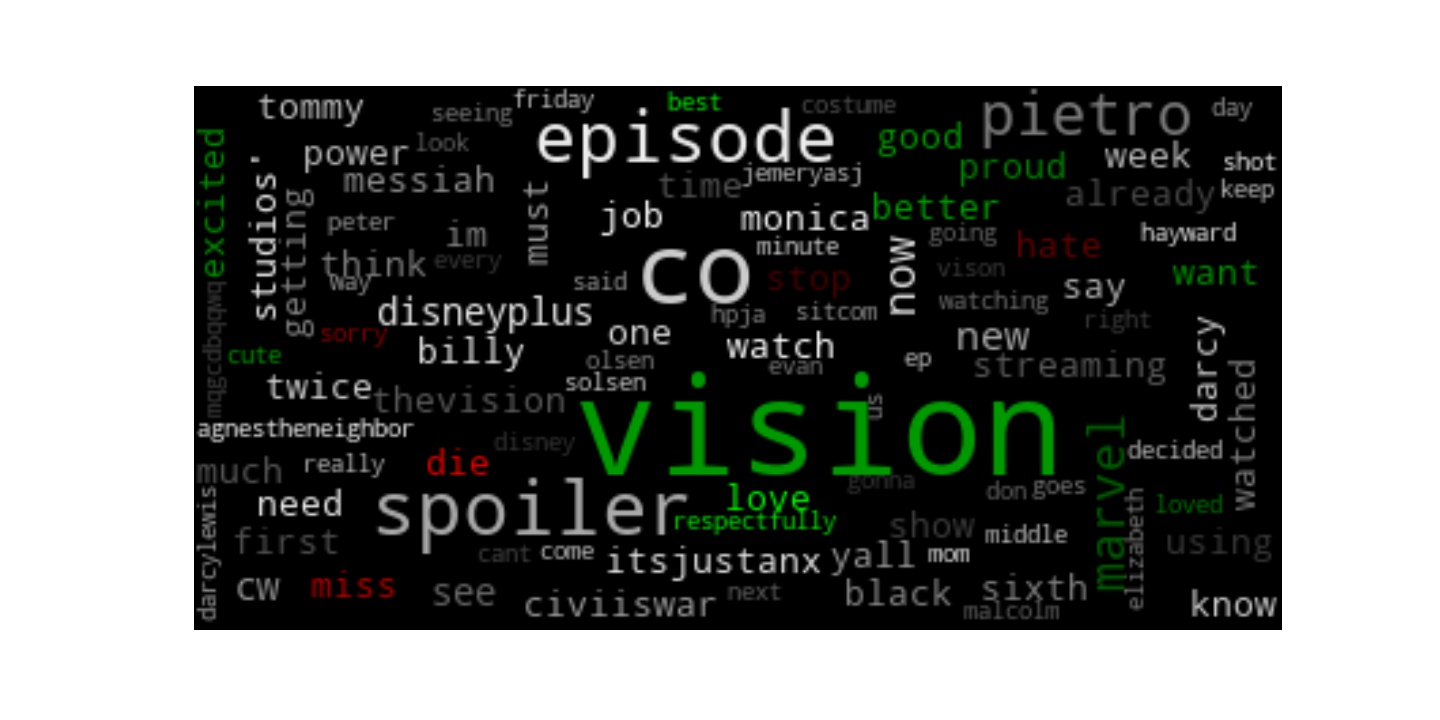 tommy
seeing
friday
best
costume
pietro
day
episode
good
power
look
proud
week
shot
messiah
time
jemeryasj
already
keep
excited
studios'
getting
must
peter
im
job
monica
better
going
hate
hayward
think
every
way
said
co
minute
stop
now
vison
want
say
disneyplus
hpja
sitcom
watching
right
sorry
billy
one
watch
new
cute
olsen
evan
ep
streaming
darcy
mqgcdbqbwq
twice
thevision
solsen
vision
us
watched
agnestheneighbor
disney
marvel
decided
much
really
die
gonna
don
goes
need
spoiler
love
respectfully
loved
darcylewis
first
show
middle
elizabeth
using
cant
come
itsjustanx
yall
mom
cw
miss
see
civiiswar
next
black
sixth
malcolm
know